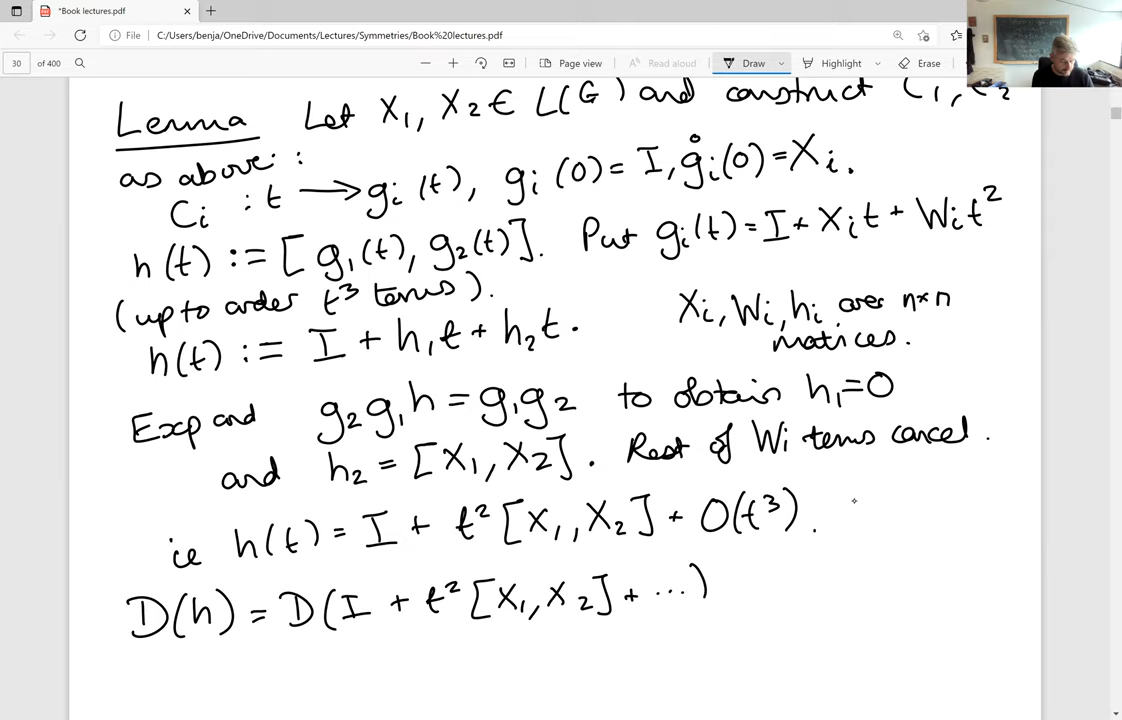 *Book lectures.pdf
File C:/Users/benja/OneDrive/Documents/Lectures/Symmetries/Book%20lectures.pdf
30 of 400 Page view Read aloud Draw Highlight Erase
Lemma Let X₁, X₂ ∈ L(G) and construct C₁, C₂
as above :
Cᵢ : t → gᵢ(t), gᵢ(0) = I, ġᵢ(0) = Xᵢ.
h(t) := [g₁(t), g₂(t)]. Put gᵢ(t) = I + Xᵢt + Wᵢt²
(up to order t³ terms).
Xᵢ, Wᵢ, hᵢ are n×n
matrices.
h(t) := I + h₁t + h₂t.
Expand g₂g₁h = g₁g₂ to obtain h₁=0
and h₂ = [X₁, X₂]. Rest of Wi terms cancel.
ie h(t) = I + t²[X₁, X₂] + O(t³).
D(h) = D(I + t²[X₁, X₂] + ...)